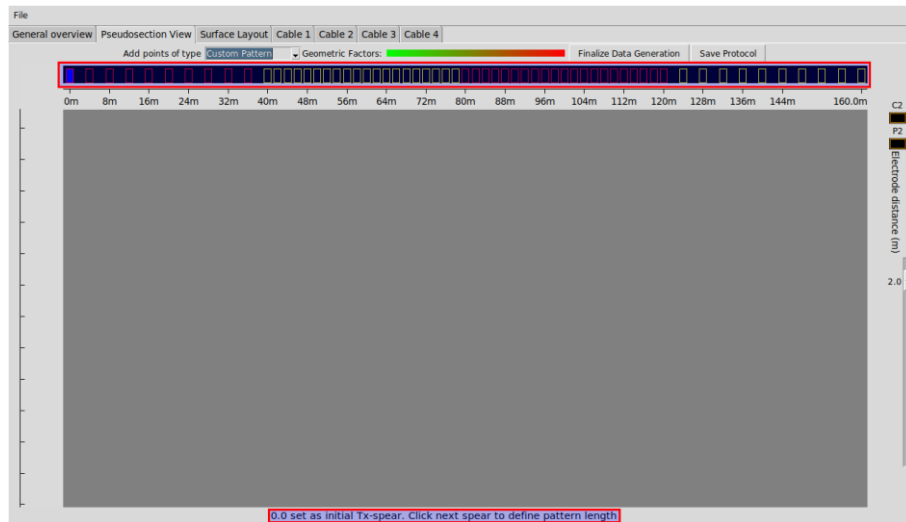 File
General overview Pseudosection View Surface Layout Cable 1 Cable 2 Cable 3 Cable 4
Add points of type Custom Pattern Geometric Factors: Finalize Data Generation Save Protocol
0m 8m 16m 24m 32m 40m 48m 56m 64m 72m 80m 88m 96m 104m 112m 120m 128m 136m 144m 160.0m
C2
P2
Electrode distance (m)
2.0
0.0 set as initial Tx-spear. Click next spear to define pattern length